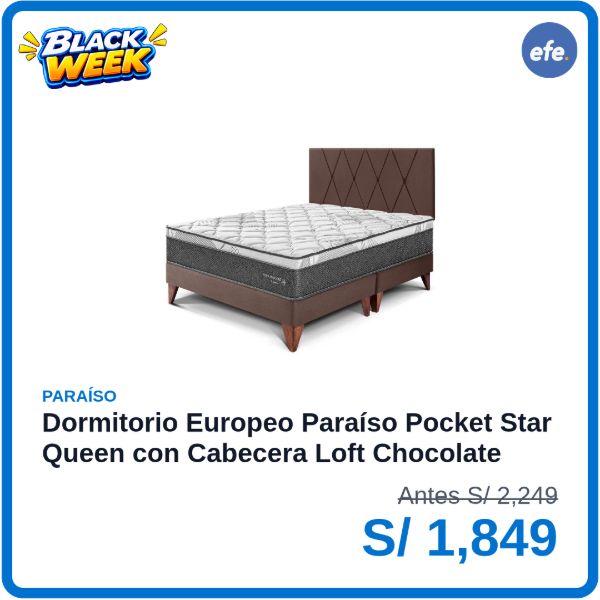 BLACK
WEEK
efe.
PARAÍSO
Dormitorio Europeo Paraíso Pocket Star
Queen con Cabecera Loft Chocolate
Antes S/ 2,249
S/ 1,849